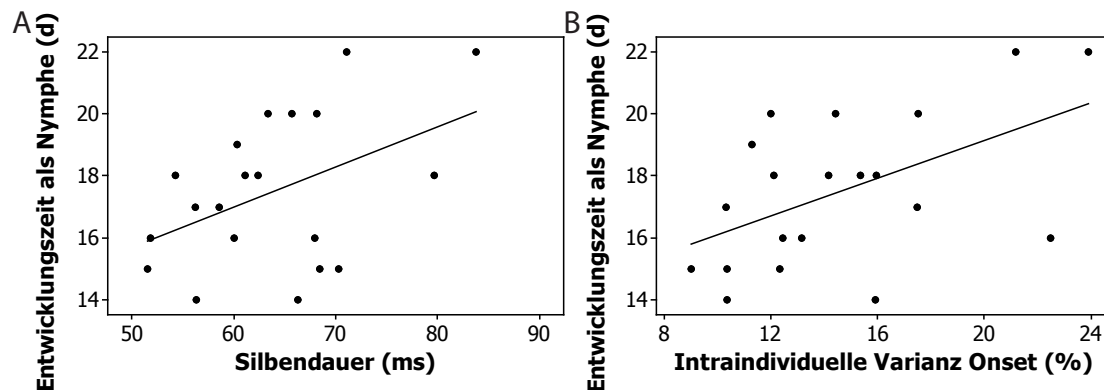 A
Entwicklungszeit als Nymphe (d)
22
20
18
16
14
50 60 70 80 90
Silbendauer (ms)
B
Entwicklungszeit als Nymphe (d)
22
20
18
16
14
8 12 16 20 24
Intraindividuelle Varianz Onset (%)